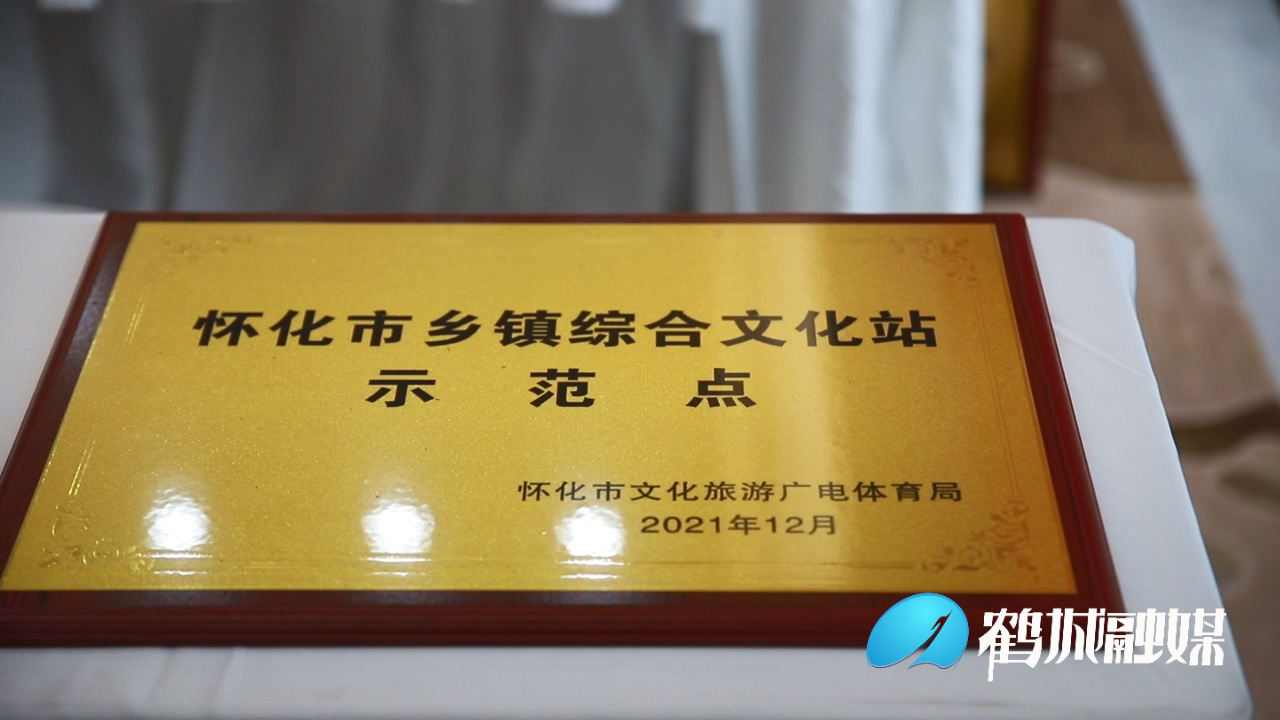 怀化市乡镇综合文化站
示范点
怀化市文化旅游广电体育局
2021年12月
鹤城融媒